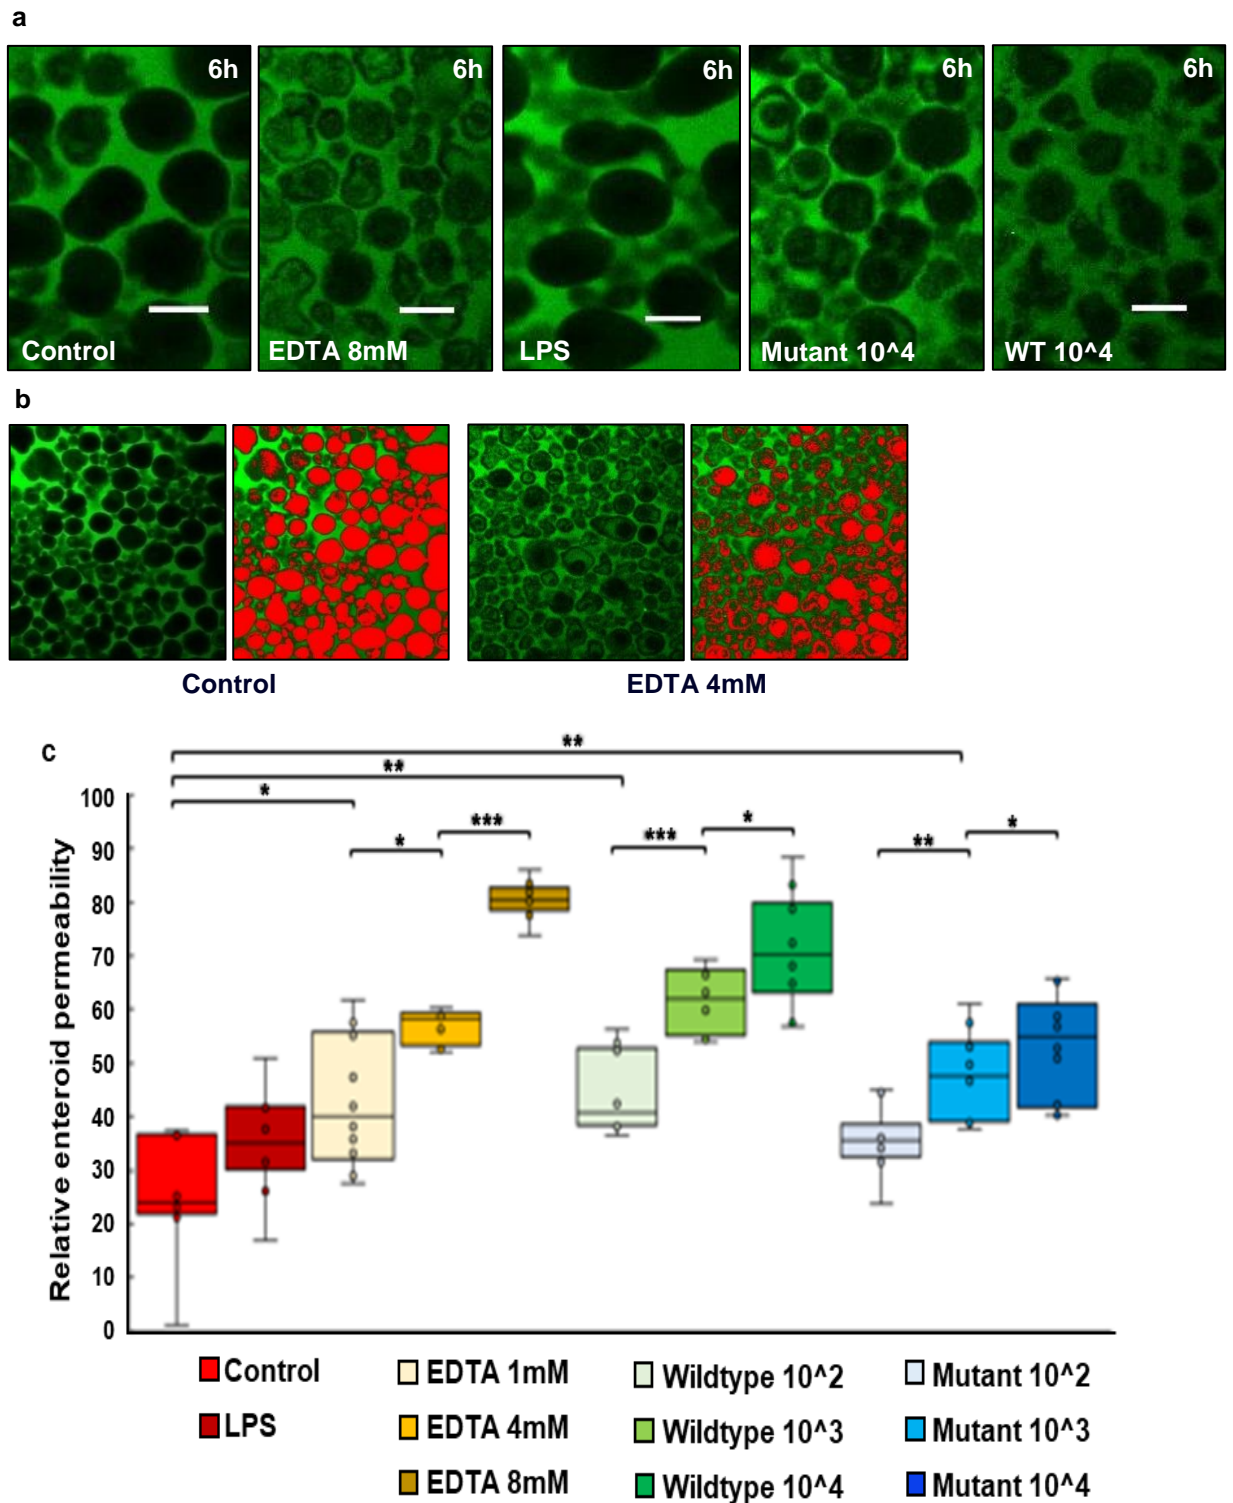 a
6h 6h 6h 6h 6h
Control EDTA 8mM LPS Mutant 10^4 WT 10^4
b
Control EDTA 4mM
c
**
**
*
***
*
*
***
**
*
100
90
80
70
60
50
40
30
20
10
0
Relative enteroid permeability
Control EDTA 1mM Wildtype 10^2 Mutant 10^2
LPS EDTA 4mM Wildtype 10^3 Mutant 10^3
EDTA 8mM Wildtype 10^4 Mutant 10^4